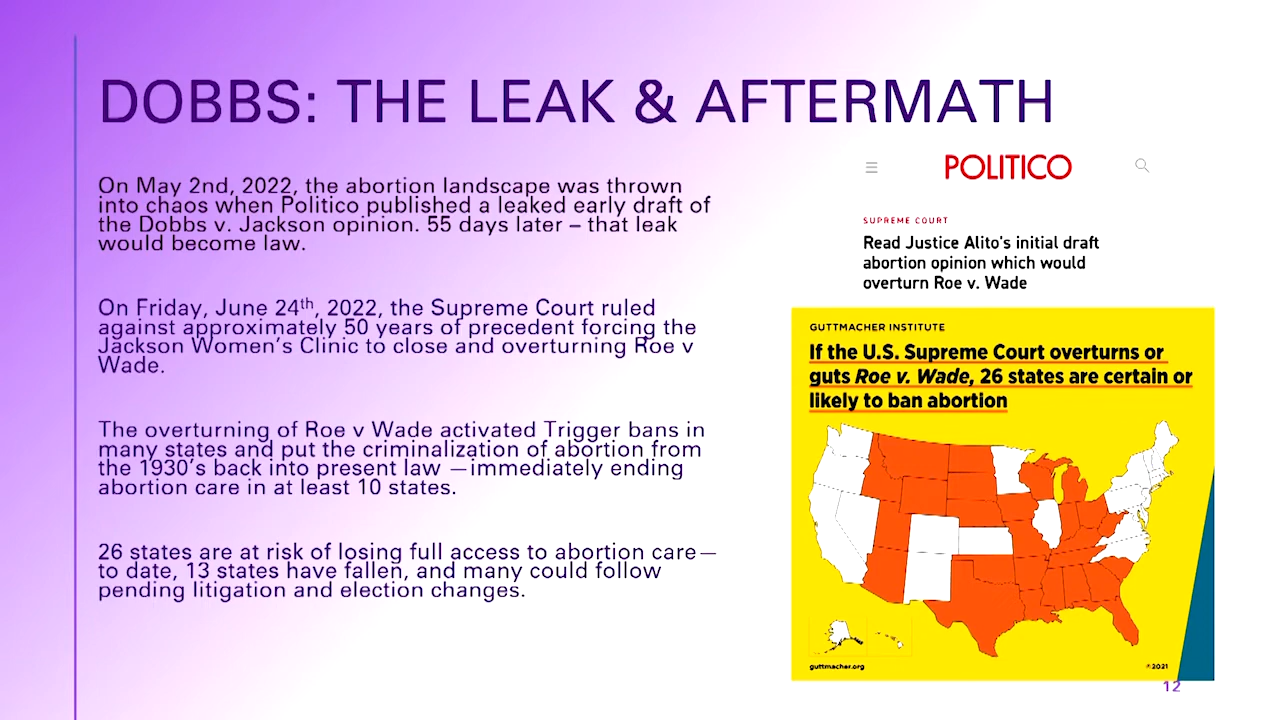 DOBBS: THE LEAK & AFTERMATH
On May 2nd, 2022, the abortion landscape was thrown
into chaos when Politico published a leaked early draft of
the Dobbs v. Jackson opinion. 55 days later – that leak
would become law.
On Friday, June 24th, 2022, the Supreme Court ruled
against approximately 50 years of precedent forcing the
Jackson Women's Clinic to close and overturning Roe v
Wade.
The overturning of Roe v Wade activated Trigger bans in
many states and put the criminalization of abortion from
the 1930's back into present law —immediately ending
abortion care in at least 10 states.
26 states are at risk of losing full access to abortion care—
to date, 13 states have fallen, and many could follow
pending litigation and election changes.
POLITICO
SUPREME COURT
Read Justice Alito's initial draft
abortion opinion which would
overturn Roe v. Wade
GUTTMACHER INSTITUTE
If the U.S. Supreme Court overturns or
guts Roe v. Wade, 26 states are certain or
likely to ban abortion
guttmacher.org
©2021
12